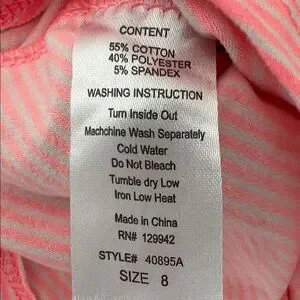 CONTENT
55% COTTON
40% POLYESTER
5% SPANDEX
WASHING INSTRUCTION
Turn Inside Out
Machchine Wash Separately
Cold Water
Do Not Bleach
Tumble dry Low
Iron Low Heat
Made in China
RN# 129942
STYLE# 40895A
SIZE 8